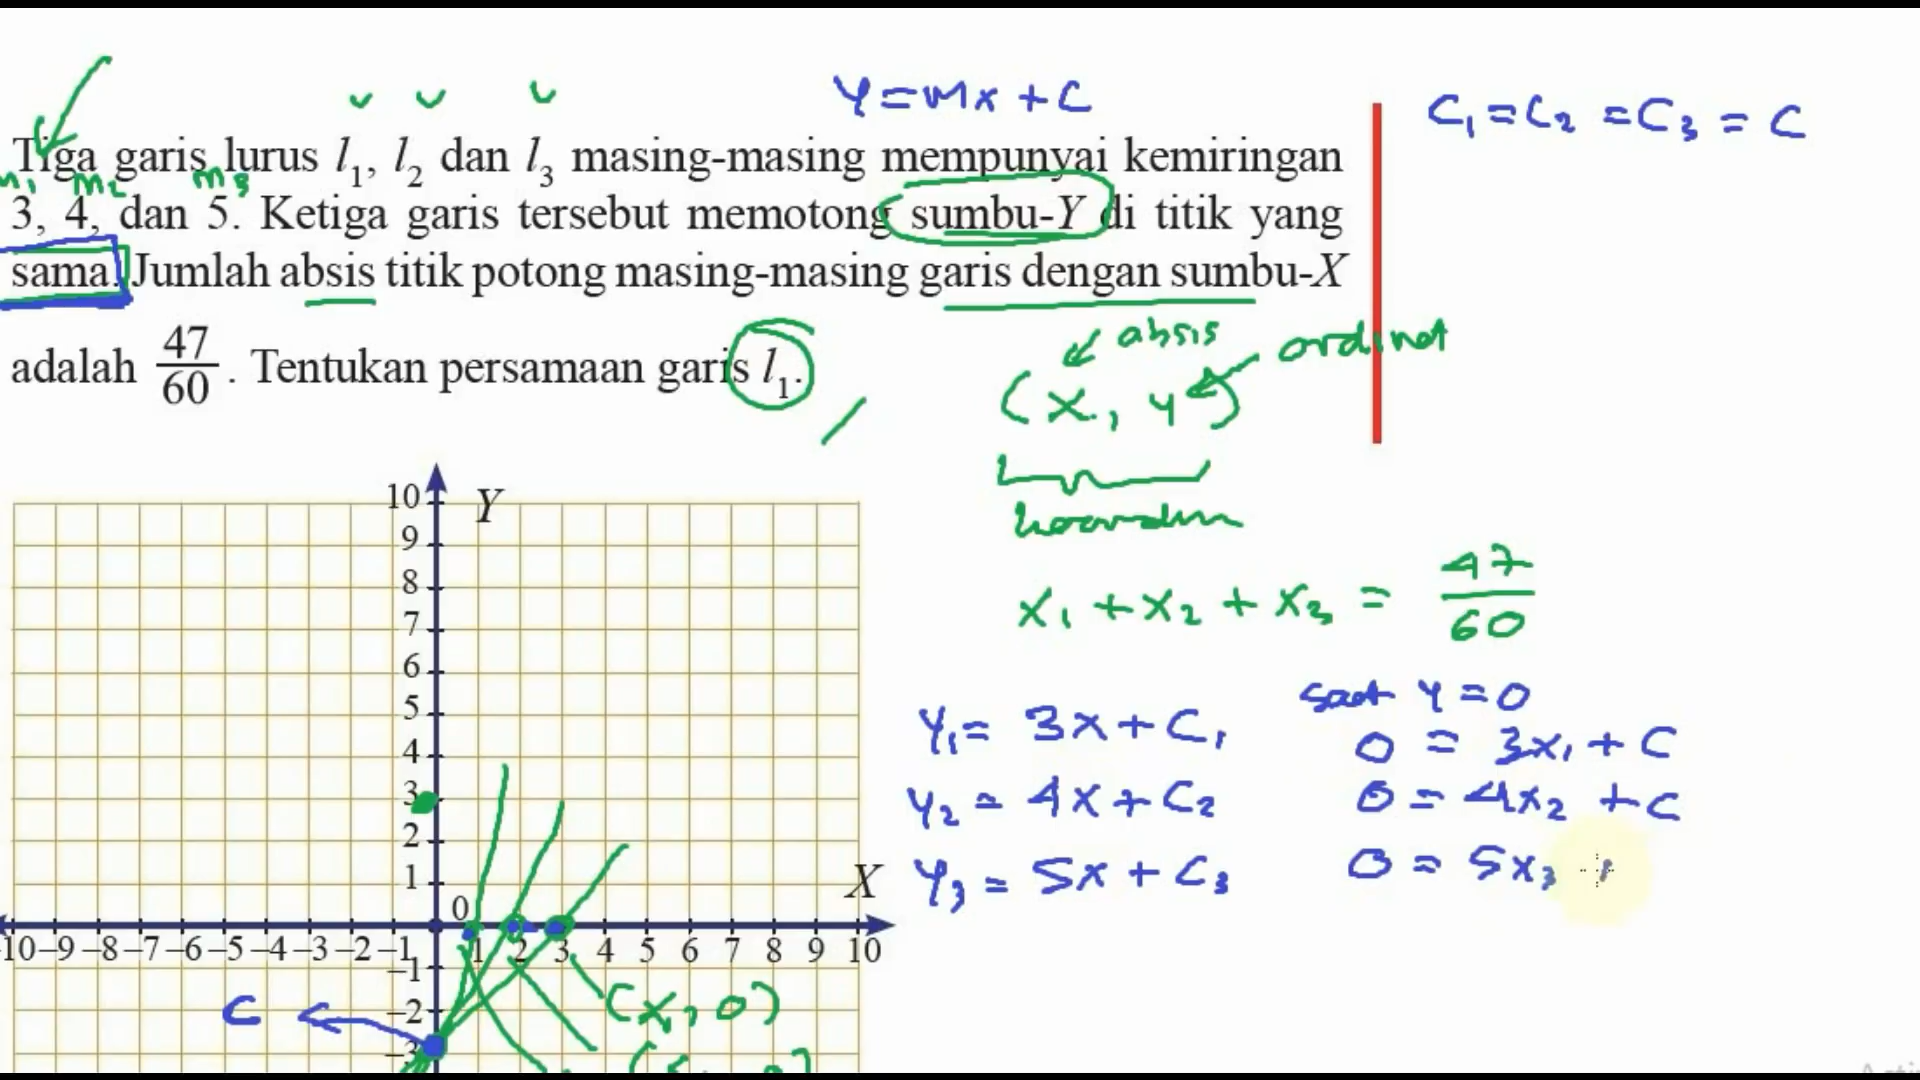 Y = mx + C
C₁ = C₂ = C₃ = C
Tiga garis lurus l₁, l₂ dan l₃ masing-masing mempunyai kemiringan
m₁ m₂ m₃
3, 4, dan 5. Ketiga garis tersebut memotong sumbu-Y di titik yang
sama. Jumlah absis titik potong masing-masing garis dengan sumbu-X
adalah 47/60. Tentukan persamaan garis l₁.
absis
ordinat
(x, y)
x₁ + x₂ + x₃ = 47/60
saat y = 0
Y₁ = 3x + C₁
0 = 3x₁ + C
Y₂ = 4x + C₂
0 = 4x₂ + C
Y₃ = 5x + C₃
0 = 5x₃
Y
10
9
8
7
6
5
4
3
2
1
X
0
-10 -9 -8 -7 -6 -5 -4 -3 -2 -1 1 2 3 4 5 6 7 8 9 10
-1
-2
-3
C
(x₁, 0)